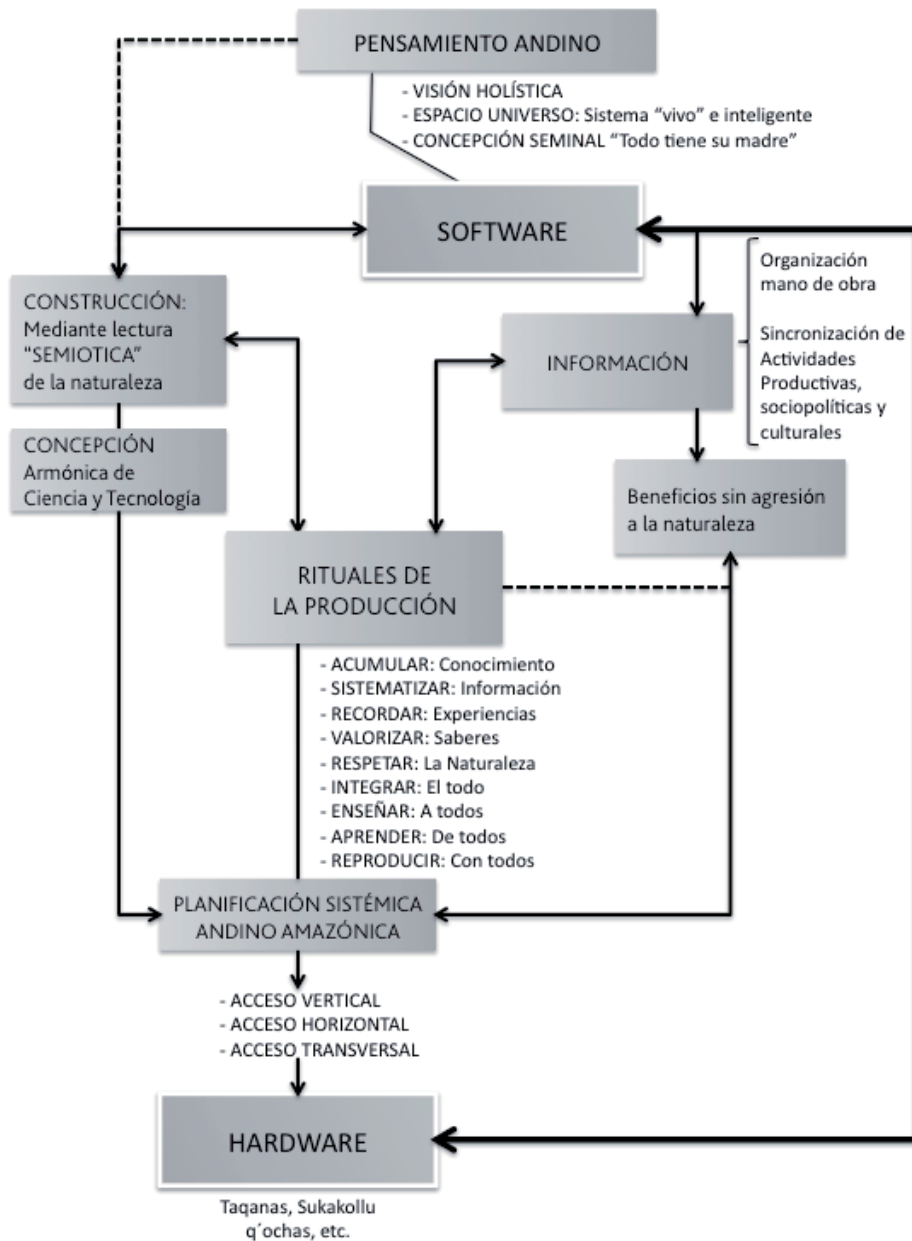 PENSAMIENTO ANDINO
- VISIÓN HOLÍSTICA
- ESPACIO UNIVERSO: Sistema "vivo" e inteligente
- CONCEPCIÓN SEMINAL "Todo tiene su madre"
SOFTWARE
CONSTRUCCIÓN:
Mediante lectura
"SEMIOTICA"
de la naturaleza
CONCEPCIÓN
Armónica de
Ciencia y Tecnología
INFORMACIÓN
Organización
mano de obra
Sincronización de
Actividades
Productivas,
sociopolíticas y
culturales
Beneficios sin agresión
a la naturaleza
RITUALES DE
LA PRODUCCIÓN
- ACUMULAR: Conocimiento
- SISTEMATIZAR: Información
- RECORDAR: Experiencias
- VALORIZAR: Saberes
- RESPETAR: La Naturaleza
- INTEGRAR: El todo
- ENSEÑAR: A todos
- APRENDER: De todos
- REPRODUCIR: Con todos
PLANIFICACIÓN SISTÉMICA
ANDINO AMAZÓNICA
- ACCESO VERTICAL
- ACCESO HORIZONTAL
- ACCESO TRANSVERSAL
HARDWARE
Taqanas, Sukakollu
q´ochas, etc.